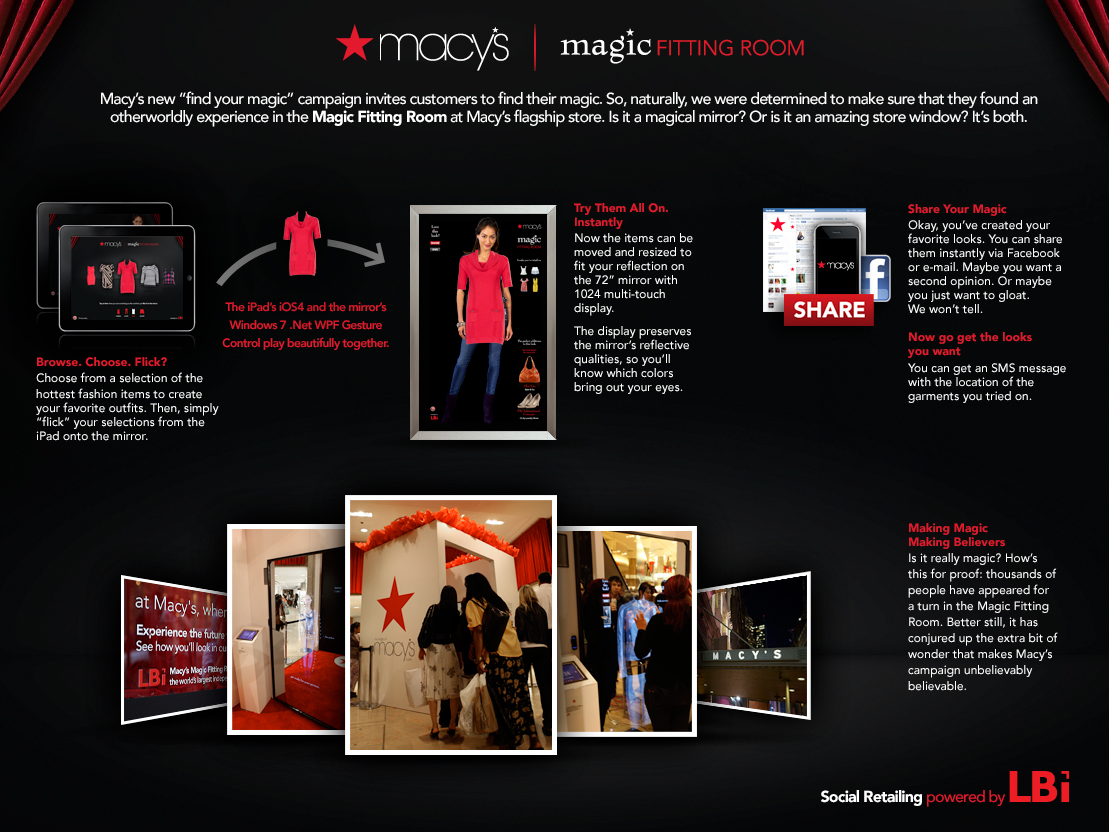 macy's
magic FITTING ROOM
Macy's new "find your magic" campaign invites customers to find their magic. So, naturally, we were determined to make sure that they found an
otherworldly experience in the Magic Fitting Room at Macy's flagship store. Is it a magical mirror? Or is it an amazing store window? It's both.
macy's
The iPad's iOS4 and the mirror's
Windows 7 .Net WPF Gesture
Control play beautifully together.
Browse. Choose. Flick?
Choose from a selection of the
hottest fashion items to create
your favorite outfits. Then, simply
"flick" your selections from the
iPad onto the mirror.
macy's
magic
Try Them All On.
Instantly
Now the items can be
moved and resized to
fit your reflection on
the 72" mirror with
1024 multi-touch
display.
The display preserves
the mirror's reflective
qualities, so you'll
know which colors
bring out your eyes.
macy's
f
SHARE
Share Your Magic
Okay, you've created your
favorite looks. You can share
them instantly via Facebook
or e-mail. Maybe you want a
second opinion. Or maybe
you just want to gloat.
We won't tell.
Now go get the looks
you want
You can get an SMS message
with the location of the
garments you tried on.
at Macy's, wher
Experience the future
See how you'll look in ou
LBi Macy's Magic Fitting
the world's largest indep
macy's
MACY'S
Making Magic
Making Believers
Is it really magic? How's
this for proof: thousands of
people have appeared for
a turn in the Magic Fitting
Room. Better still, it has
conjured up the extra bit of
wonder that makes Macy's
campaign unbelievably
believable.
Social Retailing powered by LBi